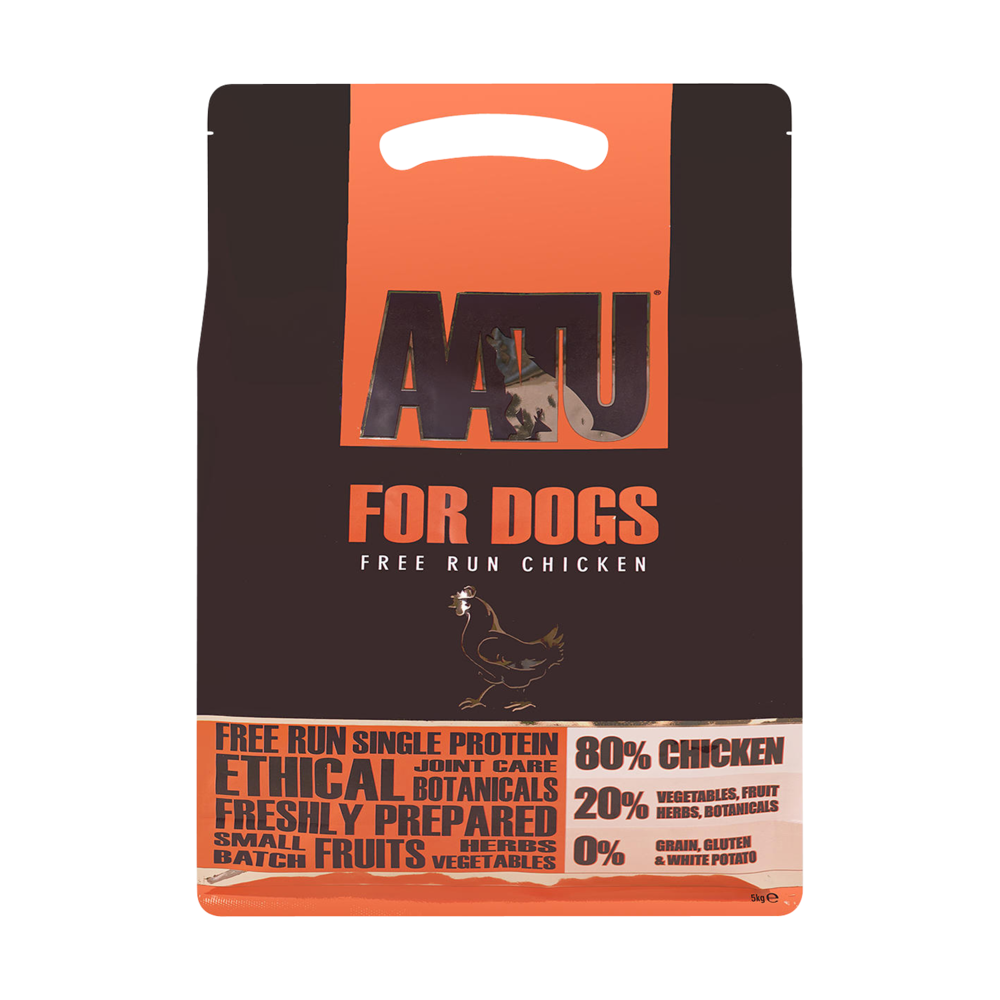 AATU®
FOR DOGS
FREE RUN CHICKEN
FREE RUN SINGLE PROTEIN
ETHICAL JOINT CARE
BOTANICALS
FRESHLY PREPARED
SMALL BATCH FRUITS HERBS
VEGETABLES
80% CHICKEN
20% VEGETABLES, FRUIT
HERBS, BOTANICALS
0% GRAIN, GLUTEN
& WHITE POTATO
5kg ℮